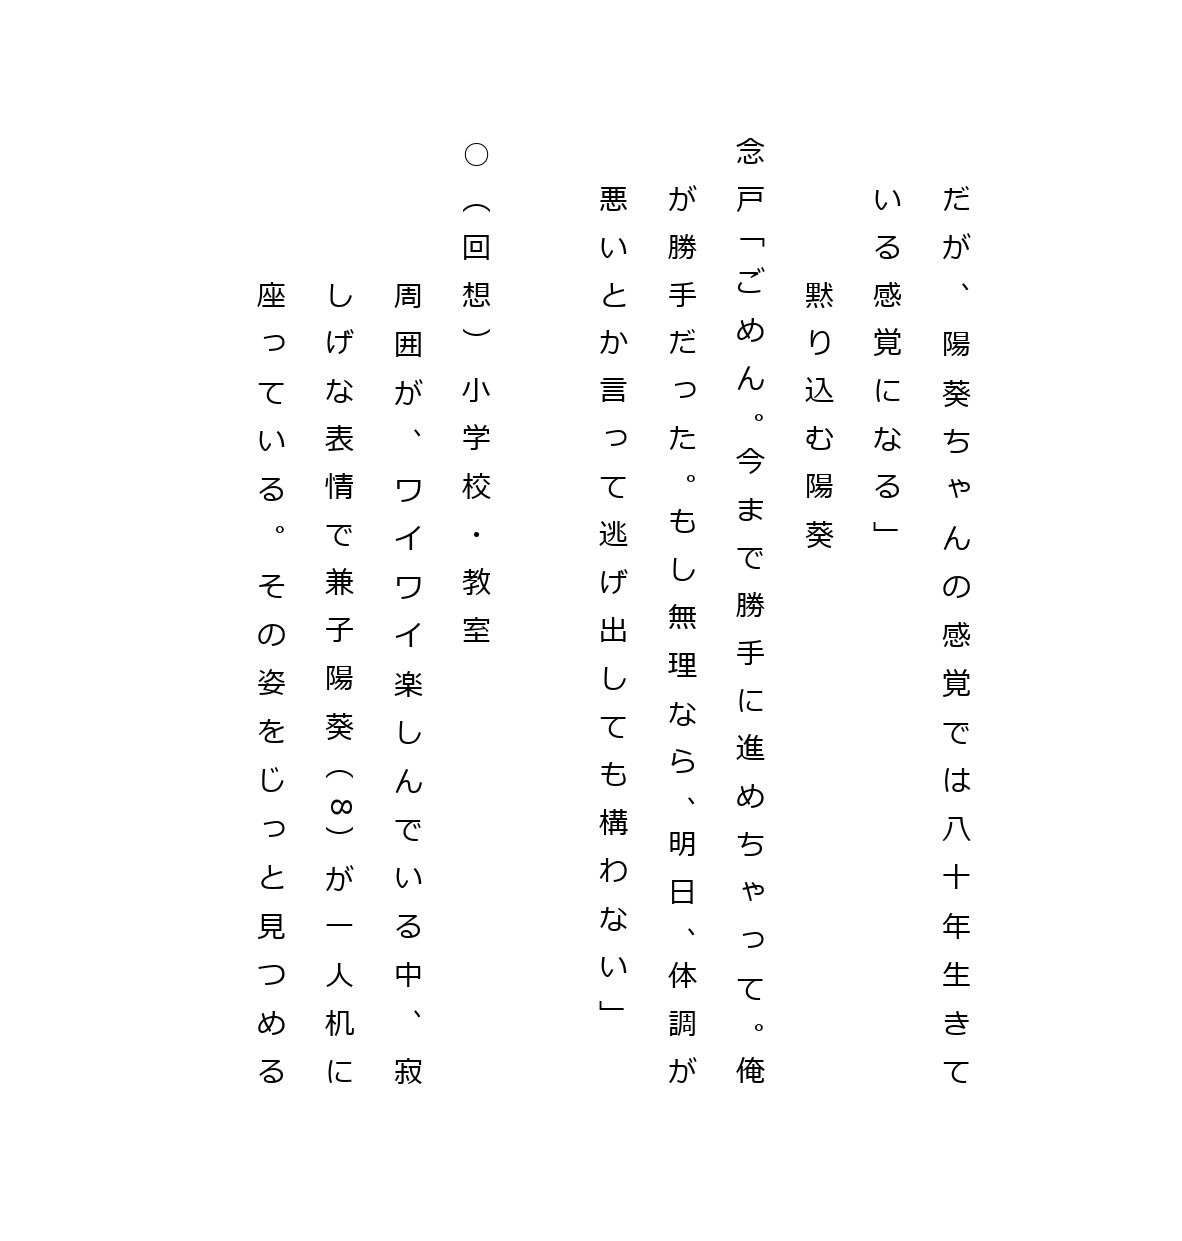 だが、陽葵ちゃんの感覚では八十年生きて
いる感覚になる」
黙り込む陽葵
念戸「ごめん。今まで勝手に進めちゃって。俺
が勝手だった。もし無理なら、明日、体調が
悪いとか言って逃げ出しても構わない」
○（回想）小学校・教室
周囲が、ワイワイ楽しんでいる中、寂
しげな表情で兼子陽葵（8）が一人机に
座っている。その姿をじっと見つめる